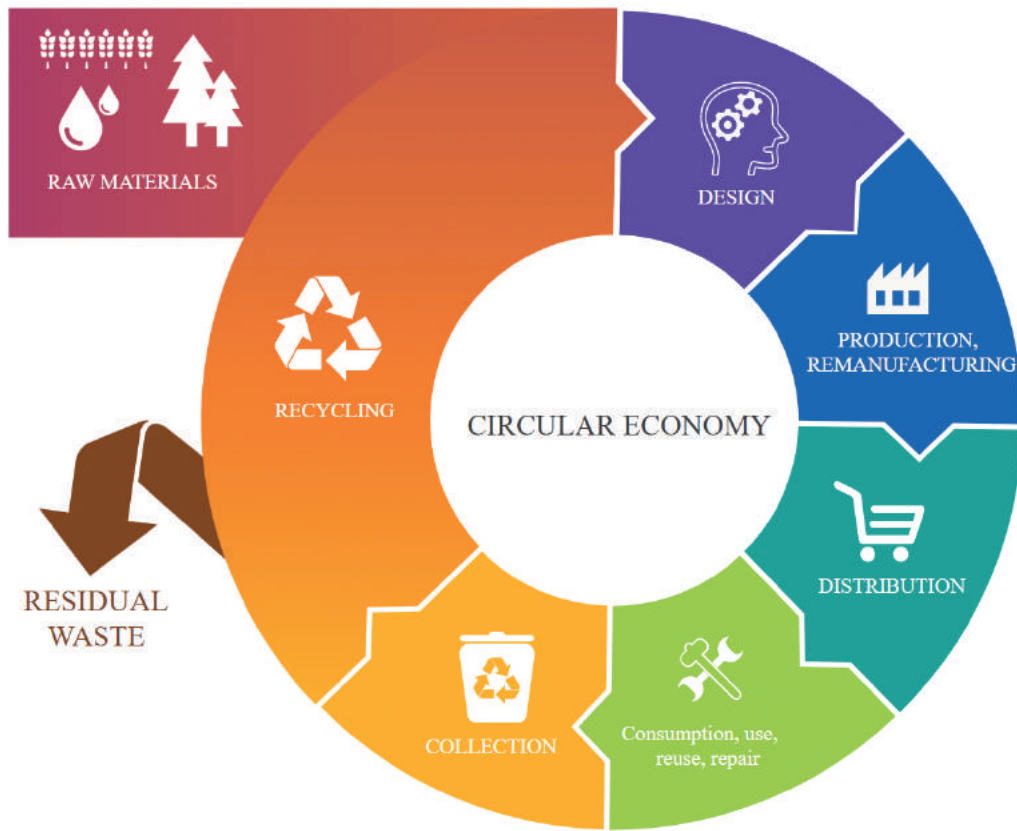 RAW MATERIALS
DESIGN
PRODUCTION,
REMANUFACTURING
RECYCLING
CIRCULAR ECONOMY
DISTRIBUTION
RESIDUAL
WASTE
COLLECTION
Consumption, use,
reuse, repair